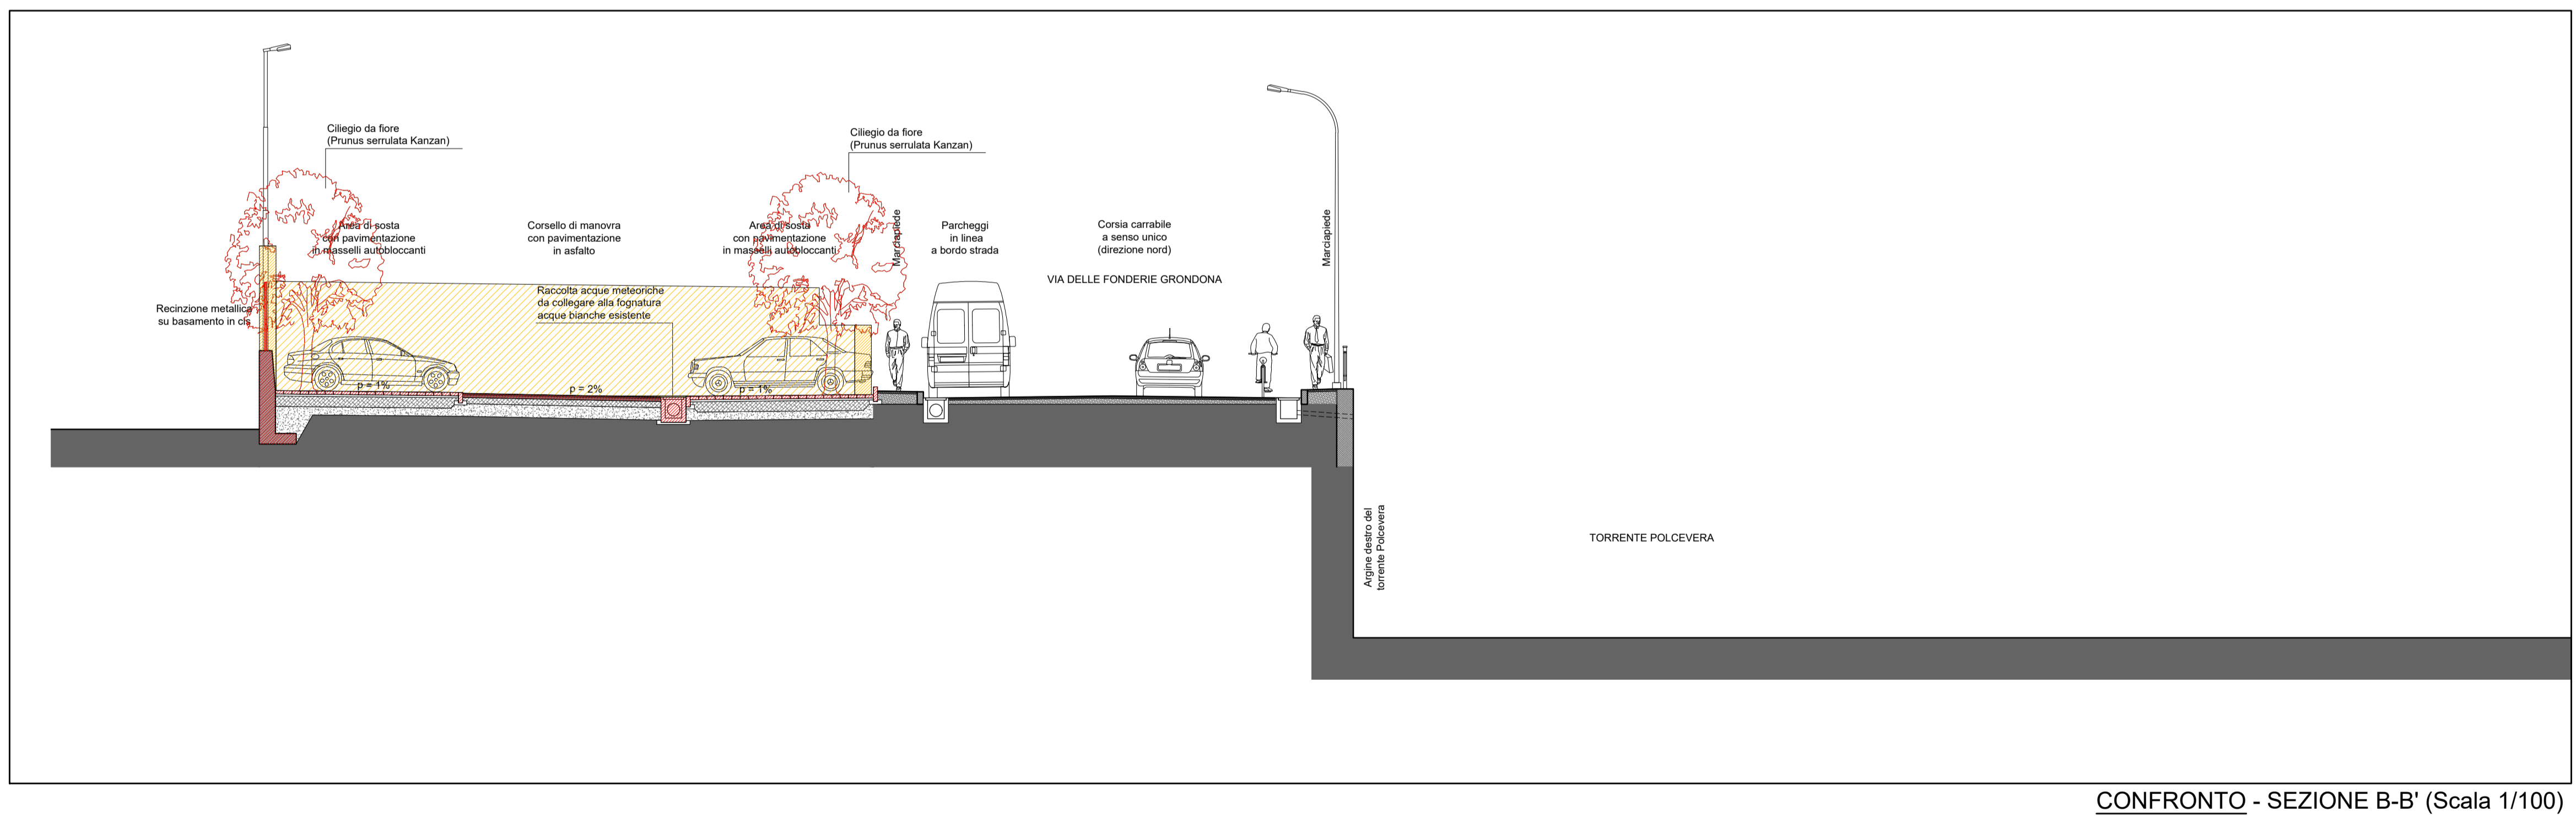 Ciliegio da fiore
(Prunus serrulata Kanzan)
Ciliegio da fiore
(Prunus serrulata Kanzan)
Area di sosta
con pavimentazione
in masselli autobloccanti
Corsello di manovra
con pavimentazione
in asfalto
Area di sosta
con pavimentazione
in masselli autobloccanti
Marciapiede
Parcheggi
in linea
a bordo strada
Corsia carrabile
a senso unico
(direzione nord)
Marciapiede
VIA DELLE FONDERIE GRONDONA
Recinzione metallica
su basamento in cls
Raccolta acque meteoriche
da collegare alla fognatura
acque bianche esistente
p = 1%
p = 2%
p = 1%
Argine destro del
torrente Polcevera
TORRENTE POLCEVERA
CONFRONTO - SEZIONE B-B' (Scala 1/100)